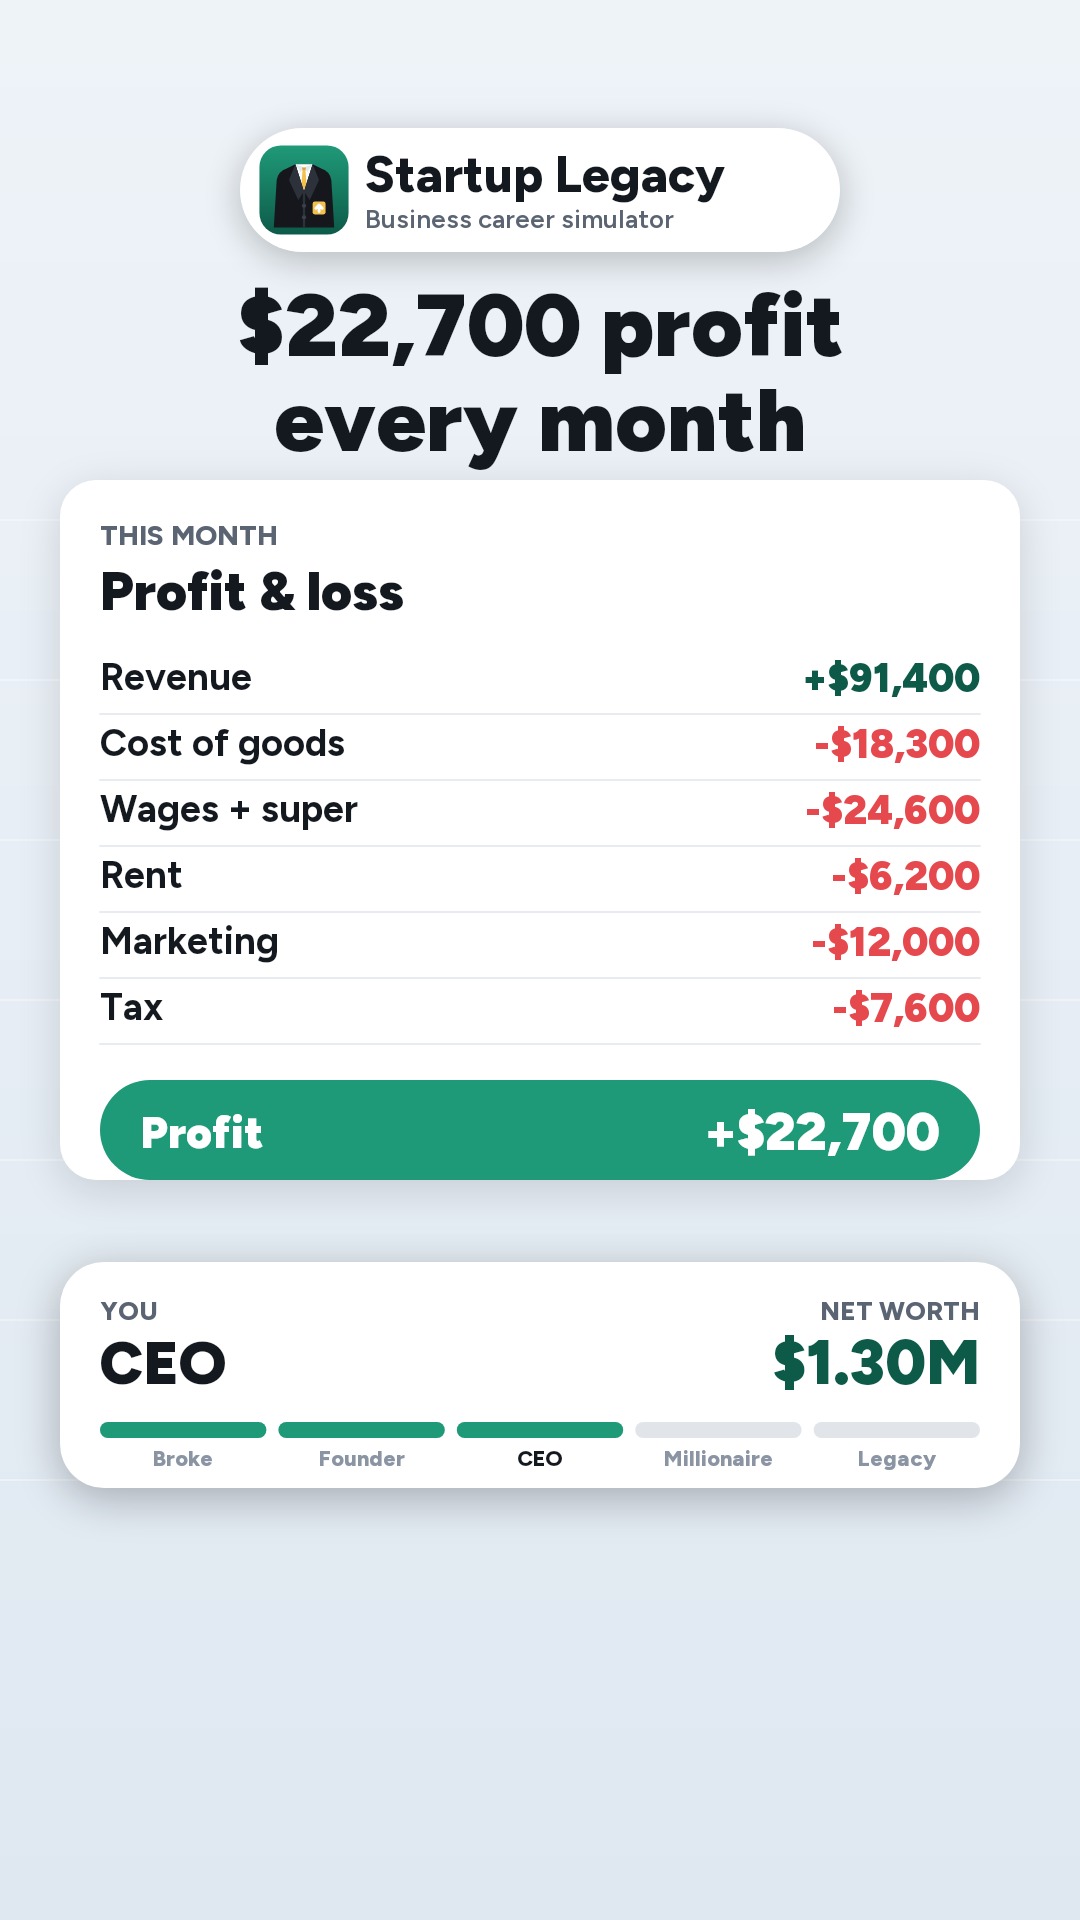 Startup Legacy
Business career simulator
$22,700 profit
every month
THIS MONTH
Profit & loss
Revenue +$91,400
Cost of goods -$18,300
Wages + super -$24,600
Rent -$6,200
Marketing -$12,000
Tax -$7,600
Profit +$22,700
YOU NET WORTH
CEO $1.30M
Broke Founder CEO Millionaire Legacy